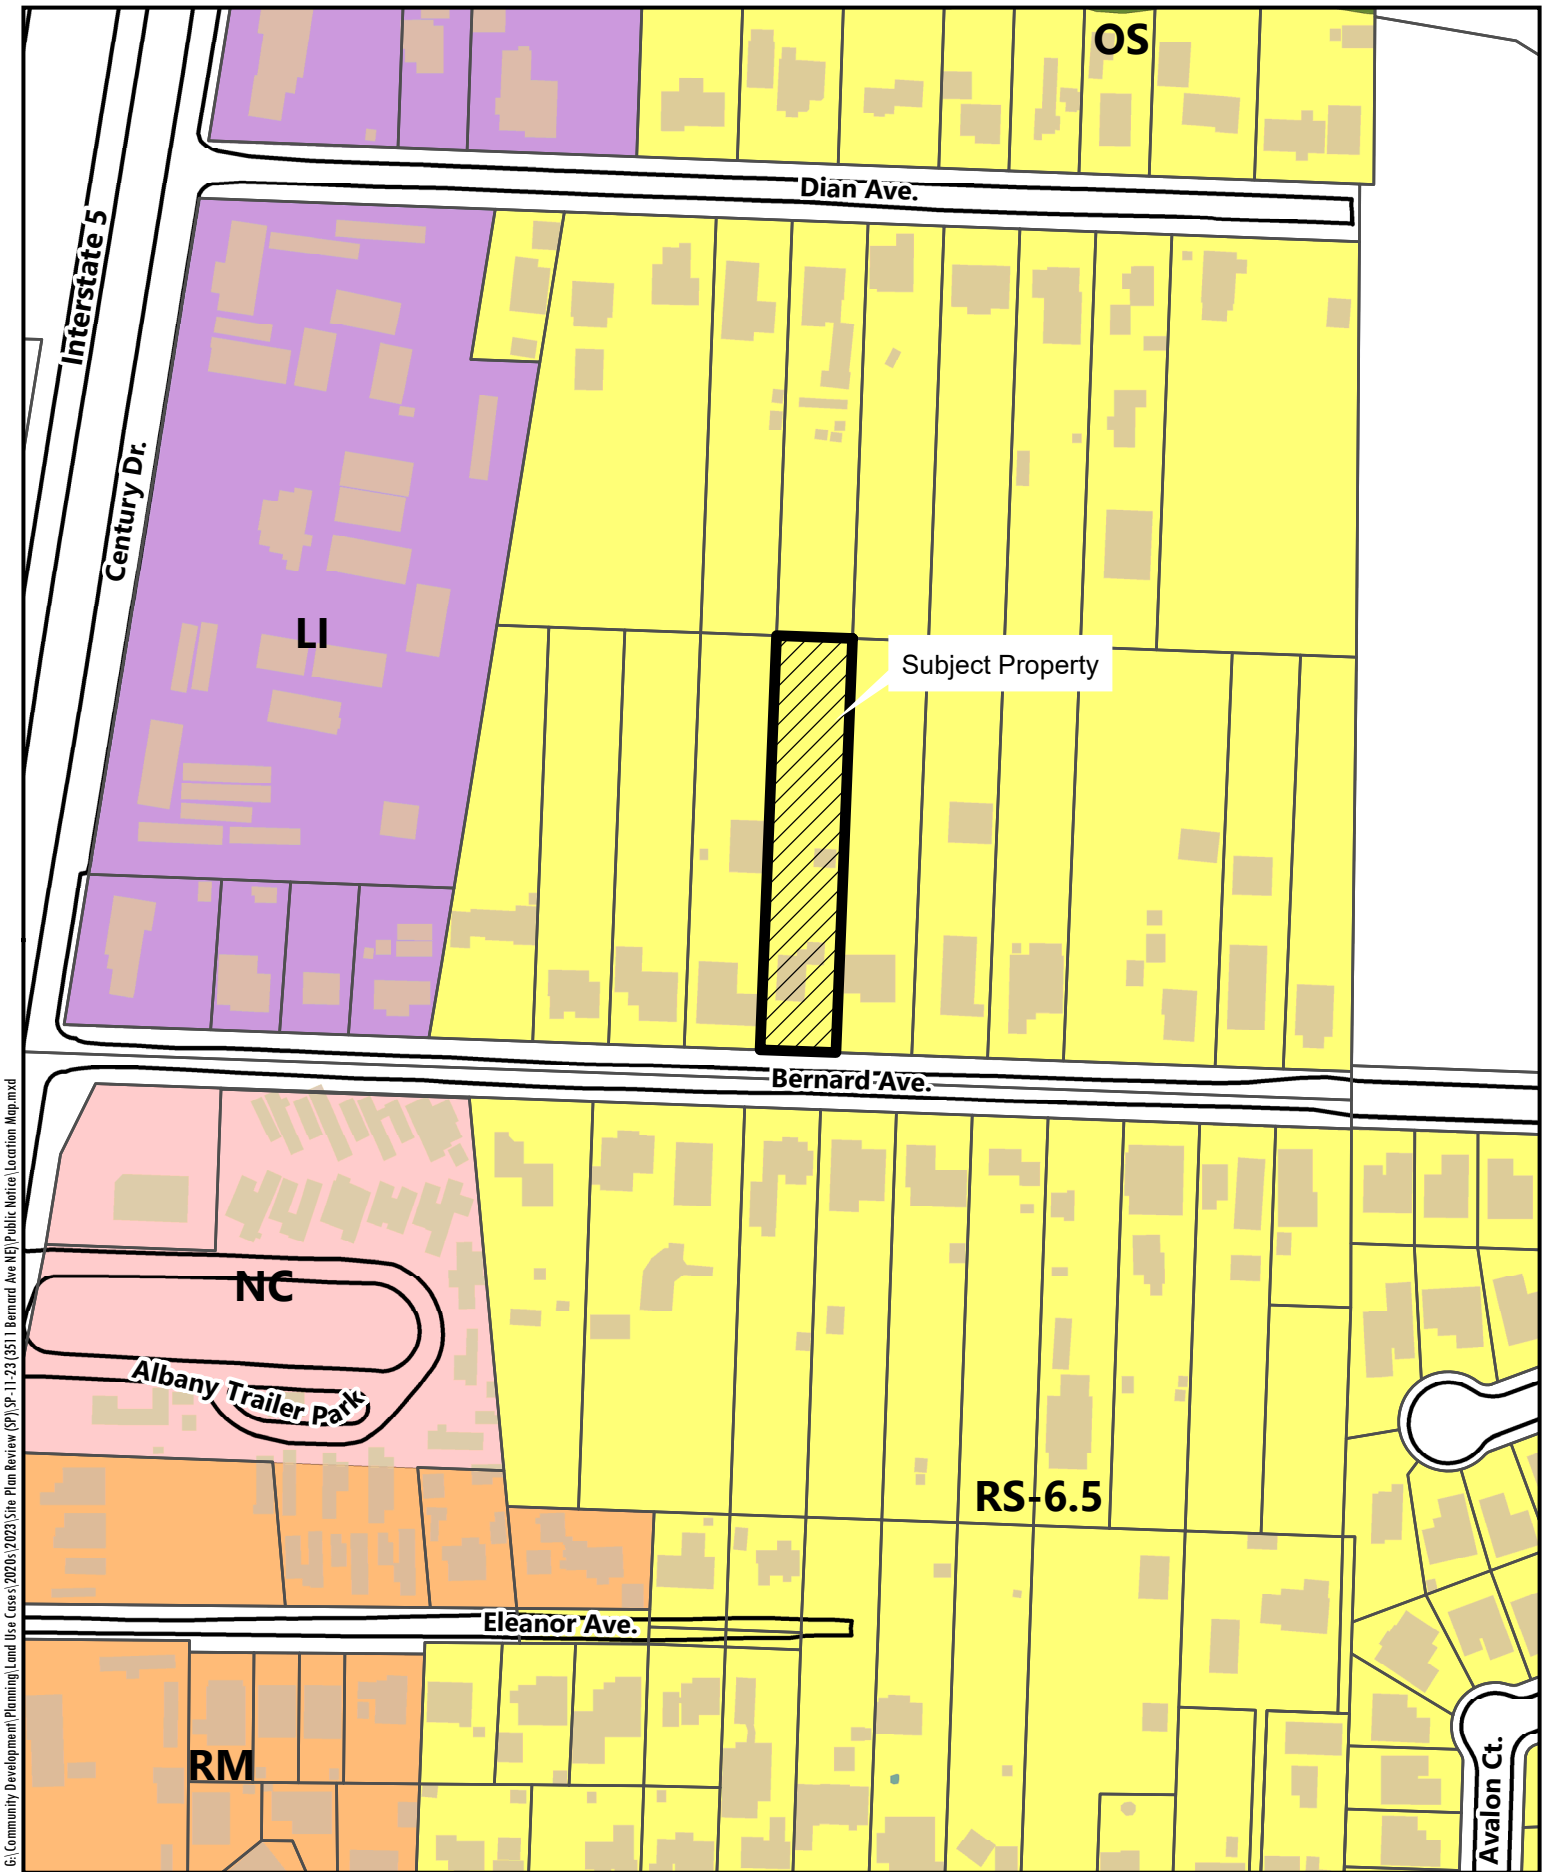 OS
Dian Ave.
Interstate 5
Century Dr.
LI
Subject Property
Bernard Ave.
NC
Albany Trailer Park
RS-6.5
Eleanor Ave.
RM
Avalon Ct.
G:\Community Development\Planning\Land Use Cases\2020s\2023\Site Plan Review (SP)\SP-11-23 (3511 Bernard Ave NE)\Public Notice\Location Map.mxd